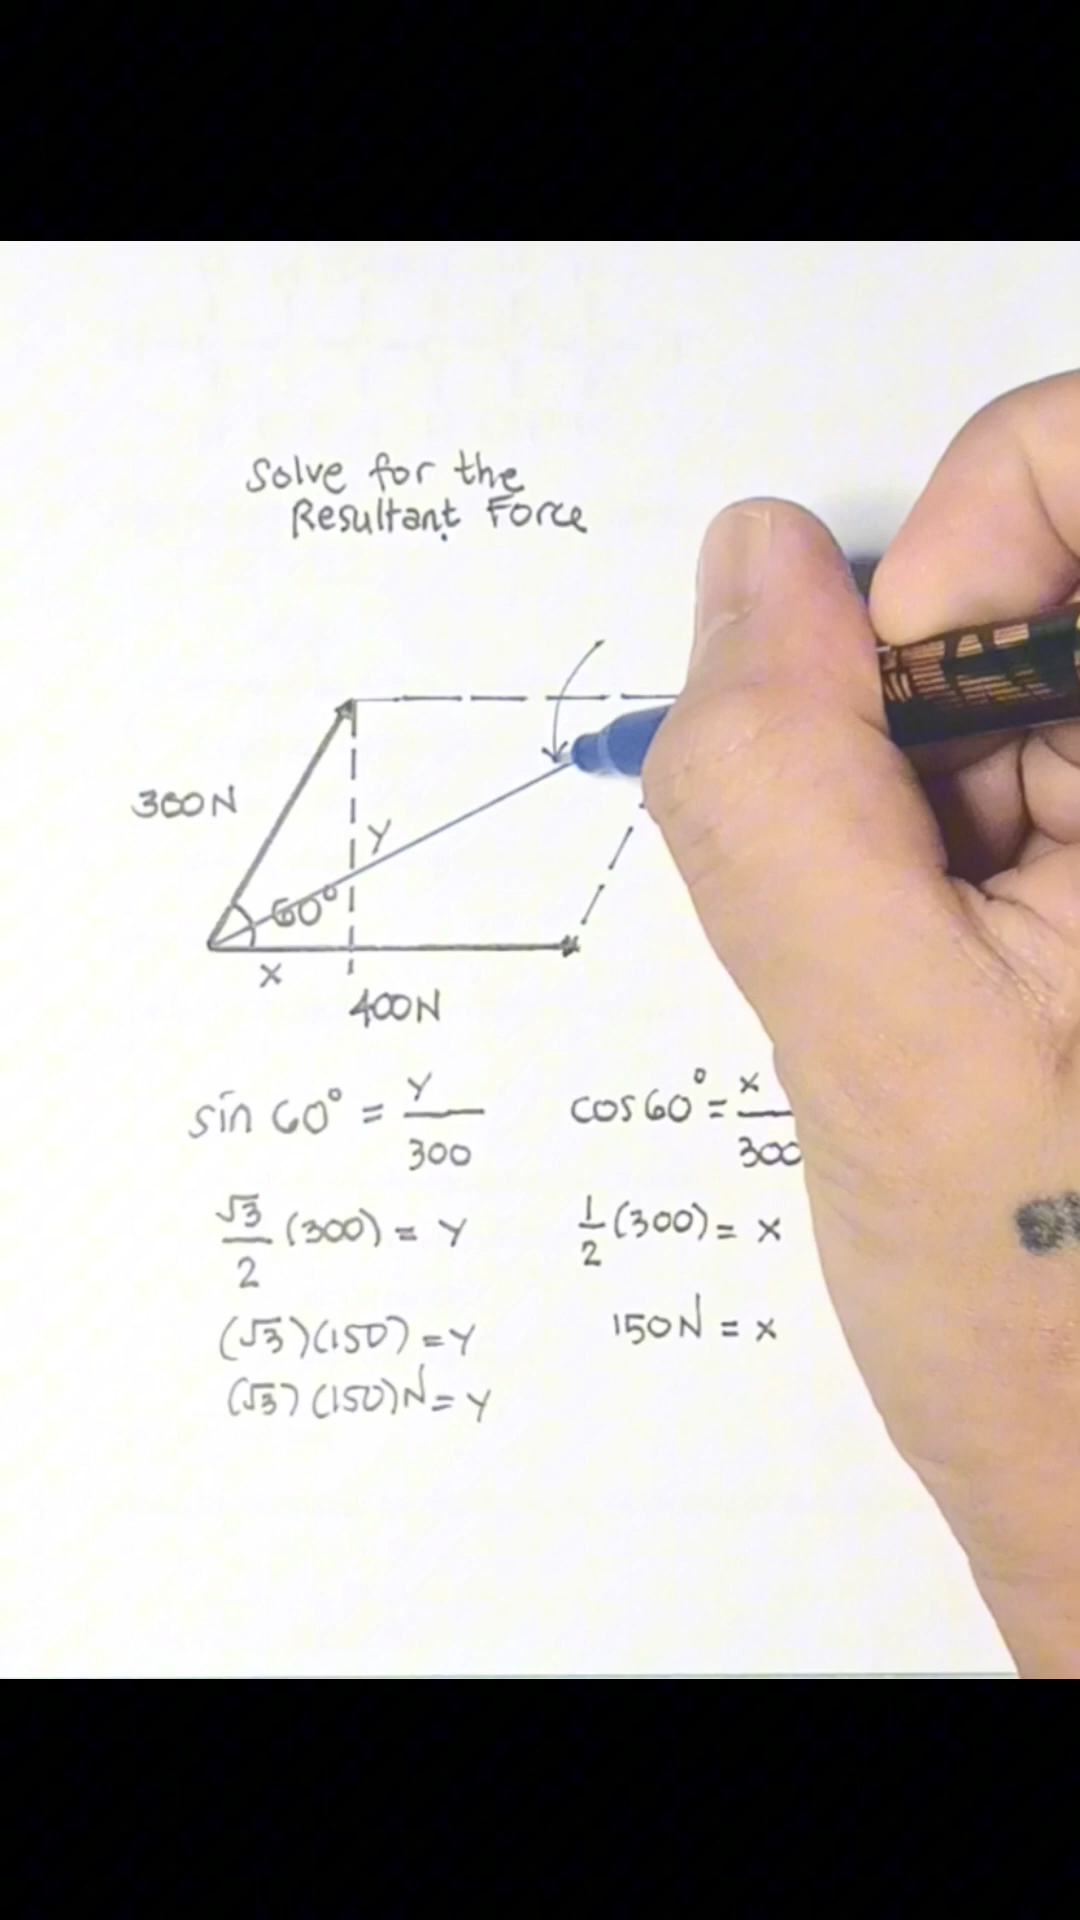 Solve for the
Resultant Force
300N
Y
60°
x
400N
sin 60° = Y/300
cos 60° = x/300
√3/2 (300) = Y
1/2 (300) = x
(√3)(150) = Y
150N = x
(√3)(150)N = Y